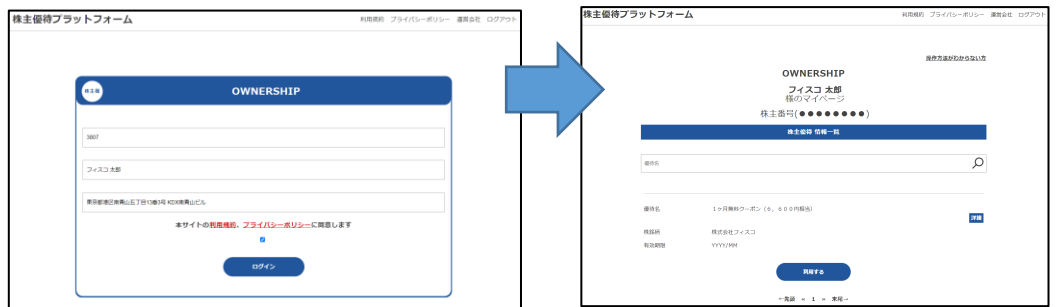 株主優待プラットフォーム
利用規約 プライバシーポリシー 運営会社 ログアウト
株主優
OWNERSHIP
3807
フィスコ 太郎
東京都港区南青山五丁目13番3号 KDX南青山ビル
本サイトの利用規約、プライバシーポリシーに同意します
ログイン
株主優待プラットフォーム
利用規約 プライバシーポリシー 運営会社 ログアウト
操作方法がわからない方
OWNERSHIP
フィスコ 太郎
様のマイページ
株主番号(●●●●●●●●)
株主優待 情報一覧
優待名
優待名 1ヶ月無料クーポン（6，600円相当）
詳細
株銘柄 株式会社フィスコ
有効期限 YYYY/MM
利用する
←先頭 « 1 » 末尾→